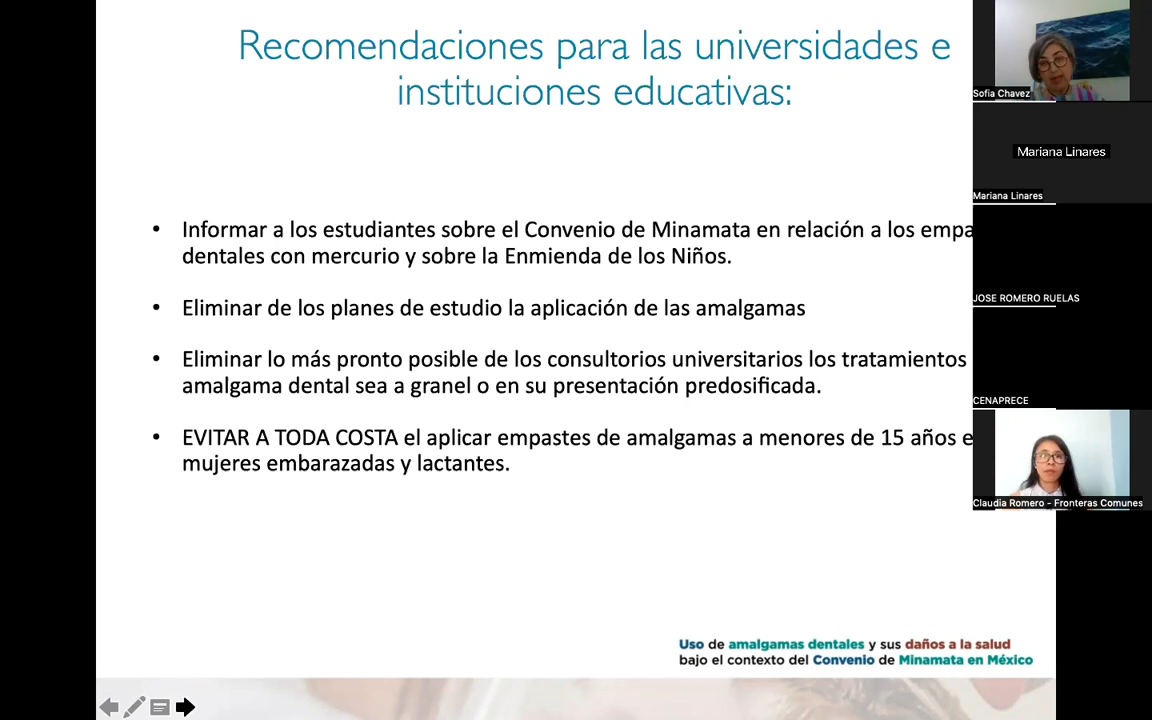 Recomendaciones para las universidades e
instituciones educativas:
Informar a los estudiantes sobre el Convenio de Minamata en relación a los empa
dentales con mercurio y sobre la Enmienda de los Niños.
Eliminar de los planes de estudio la aplicación de las amalgamas
Eliminar lo más pronto posible de los consultorios universitarios los tratamientos
amalgama dental sea a granel o en su presentación predosificada.
EVITAR A TODA COSTA el aplicar empastes de amalgamas a menores de 15 años e
mujeres embarazadas y lactantes.
Uso de amalgamas dentales y sus daños a la salud
bajo el contexto del Convenio de Minamata en México
Sofia Chavez
Mariana Linares
Mariana Linares
JOSE ROMERO RUELAS
CENAPRECE
Claudia Romero - Fronteras Comunes